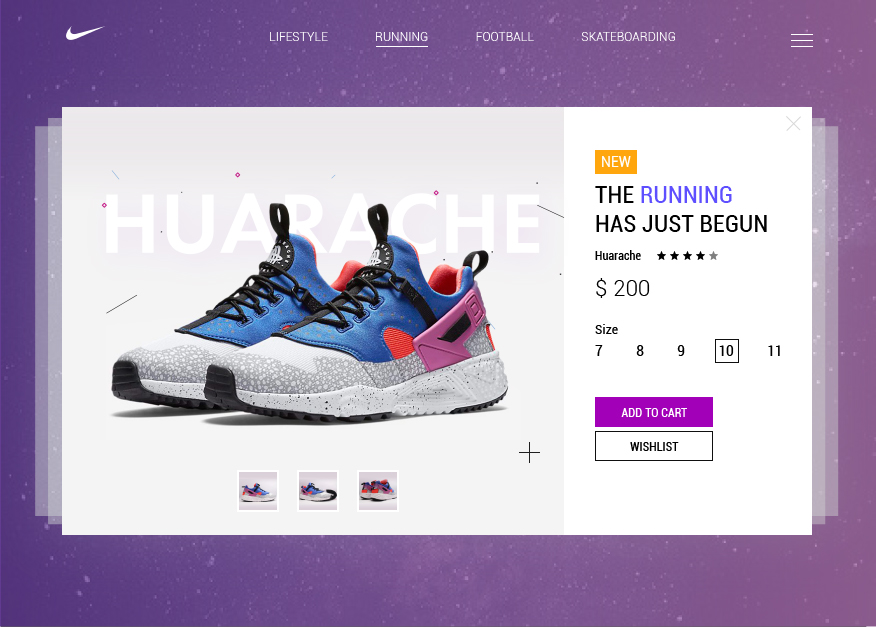 LIFESTYLE RUNNING FOOTBALL SKATEBOARDING
HUARACHE
NEW
THE RUNNING
HAS JUST BEGUN
Huarache
$ 200
Size
7 8 9 10 11
ADD TO CART
WISHLIST